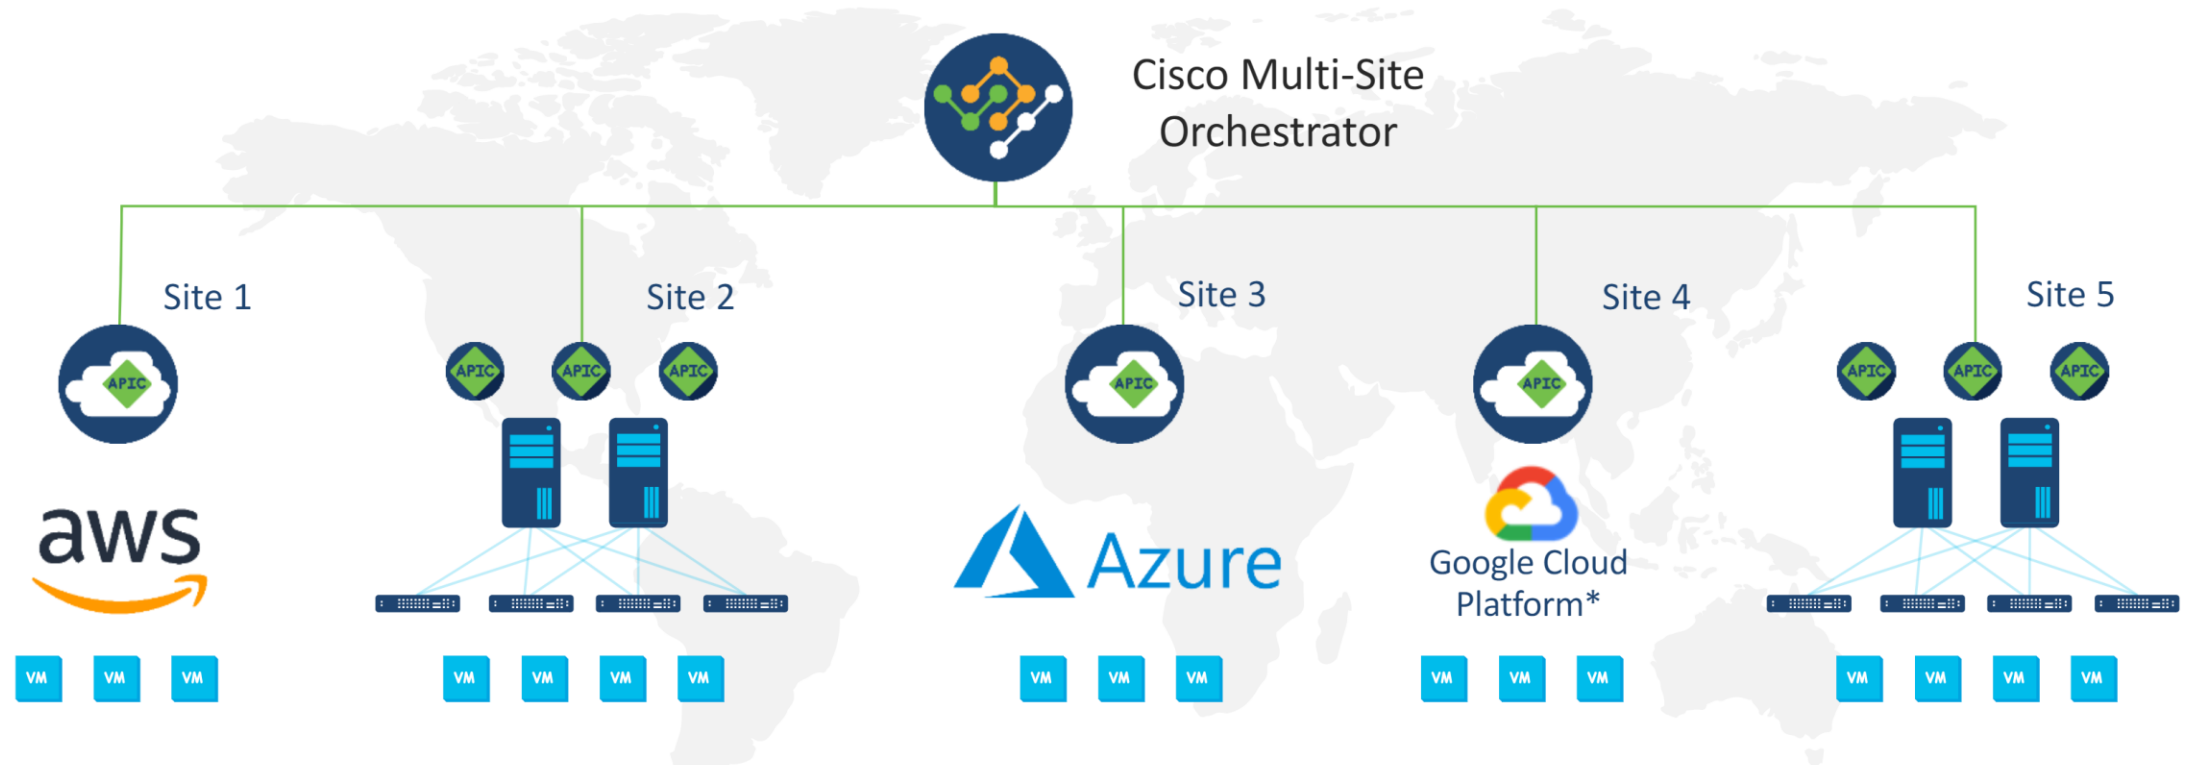 Cisco Multi-Site
Orchestrator
Site 1
Site 2
Site 3
Site 4
Site 5
APIC
APIC
APIC
APIC
APIC
APIC
APIC
APIC
APIC
aws
Azure
Google Cloud
Platform*
VM VM VM
VM VM VM VM
VM VM VM
VM VM VM
VM VM VM VM